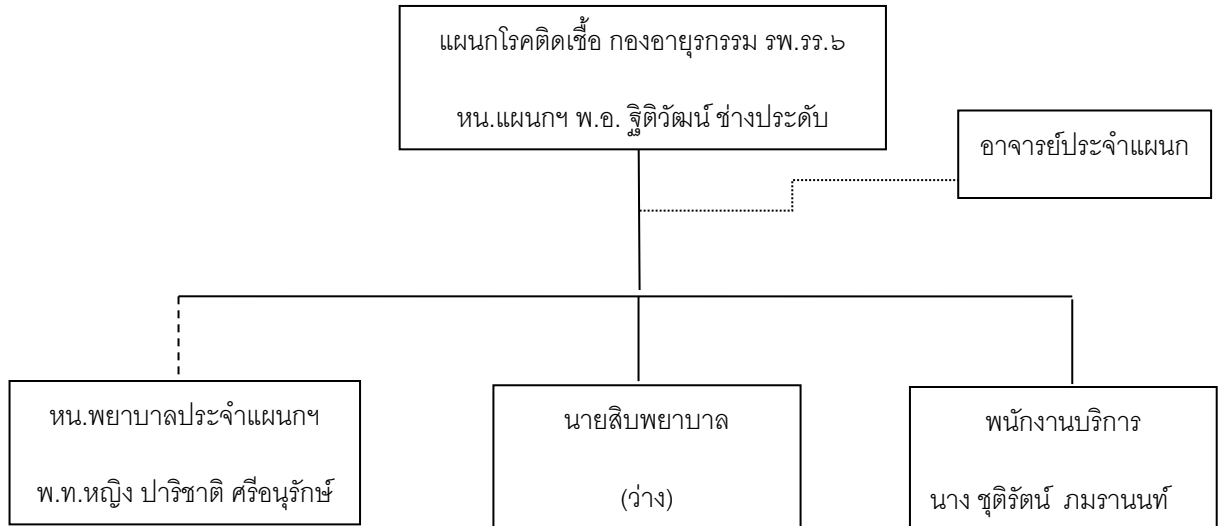 แผนกโรคติดเชื้อ กองอายุรกรรม รพ.รร.๖
หน.แผนกฯ พ.อ. ฐิติวัฒน์ ช่างประดับ
อาจารย์ประจำแผนก
หน.พยาบาลประจำแผนกฯ
พ.ท.หญิง ปาริชาติ ศรีอนุรักษ์
นายสิบพยาบาล
(ว่าง)
พนักงานบริการ
นาง ชุติรัตน์ ภมรานนท์